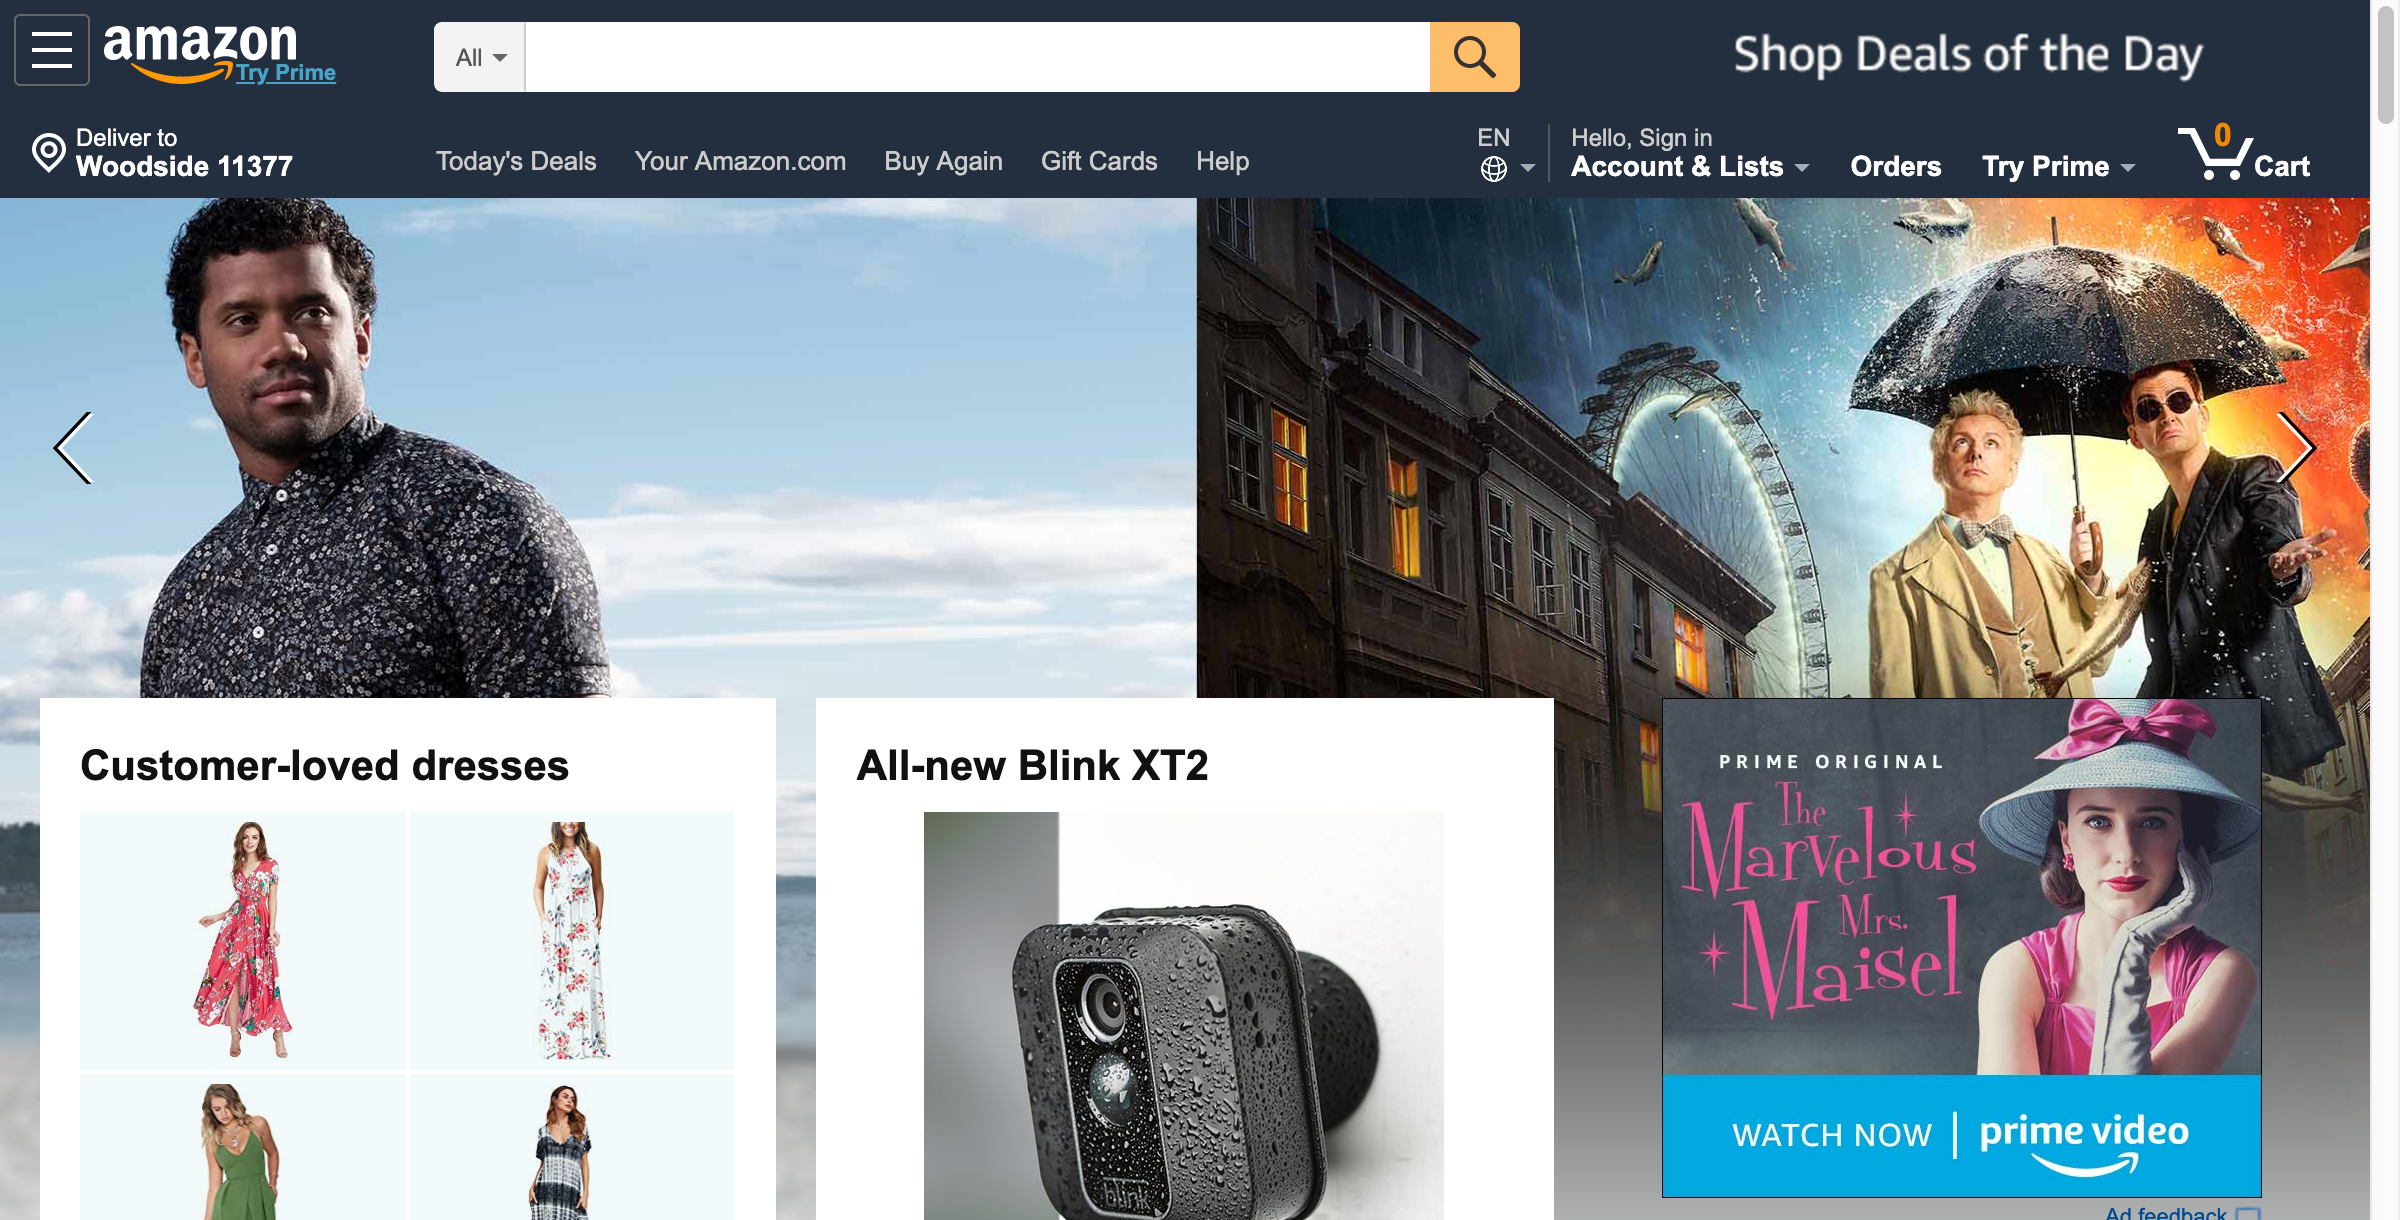 amazon
Try Prime
All
Shop Deals of the Day
Deliver to
Woodside 11377
Today's Deals
Your Amazon.com
Buy Again
Gift Cards
Help
EN
Hello, Sign in
Account & Lists
Orders
Try Prime
0
Cart
Customer-loved dresses
All-new Blink XT2
blink
PRIME ORIGINAL
The
Marvelous
Mrs.
Maisel
WATCH NOW | prime video
Ad feedback